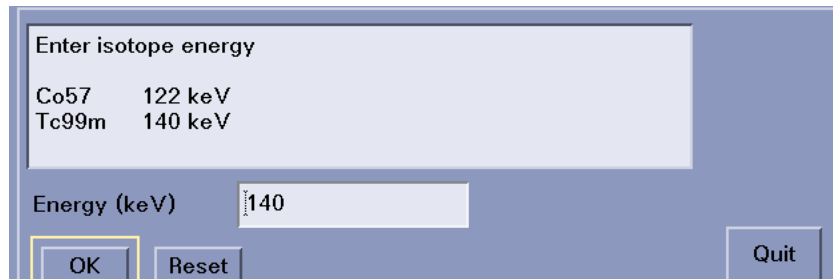 Enter isotope energy
Co57 122 keV
Tc99m 140 keV
Energy (keV) 140
OK Reset Quit